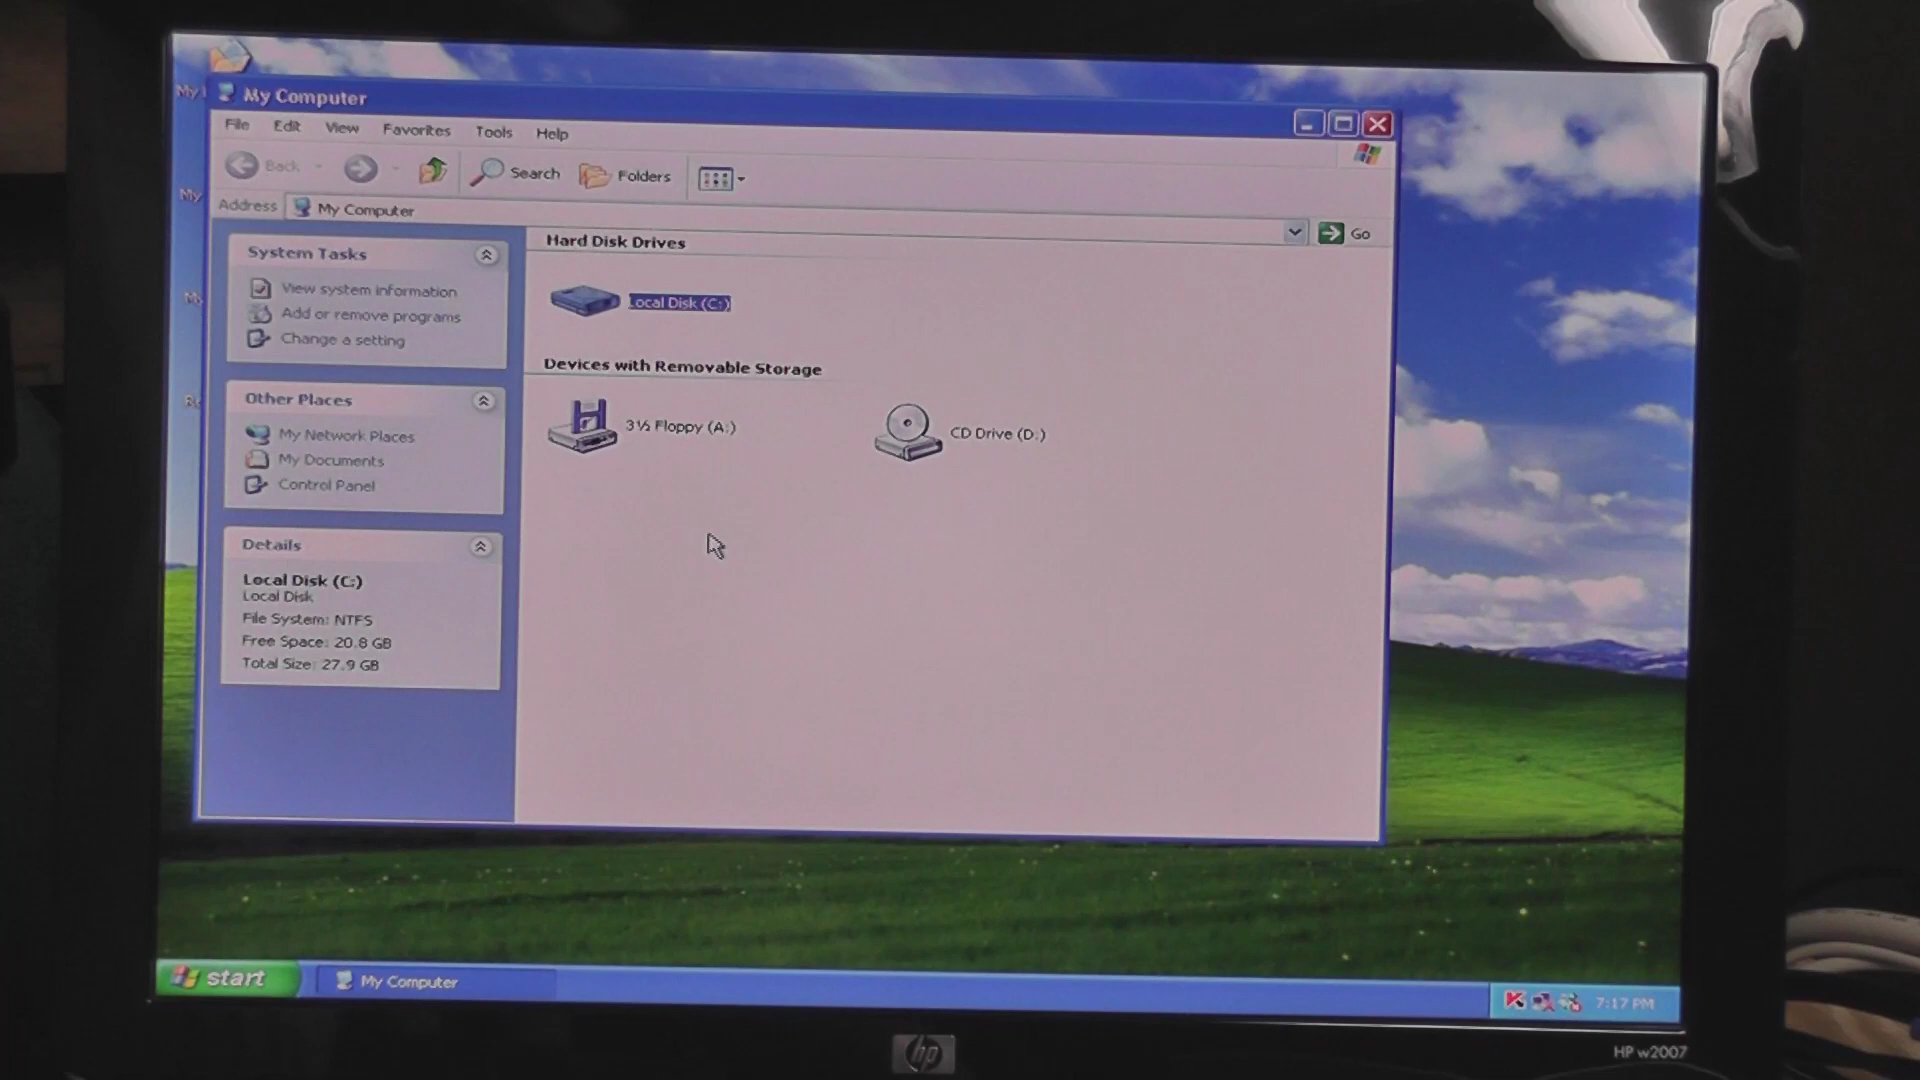 My Computer
File Edit View Favorites Tools Help
Back Search Folders
Address My Computer Go
System Tasks
View system information
Add or remove programs
Change a setting
Other Places
My Network Places
My Documents
Control Panel
Details
Local Disk (C:)
Local Disk
File System: NTFS
Free Space: 20.8 GB
Total Size: 27.9 GB
Hard Disk Drives
Local Disk (C:)
Devices with Removable Storage
3½ Floppy (A:)
CD Drive (D:)
My
My
start My Computer 7:17 PM
hp
HP w2007